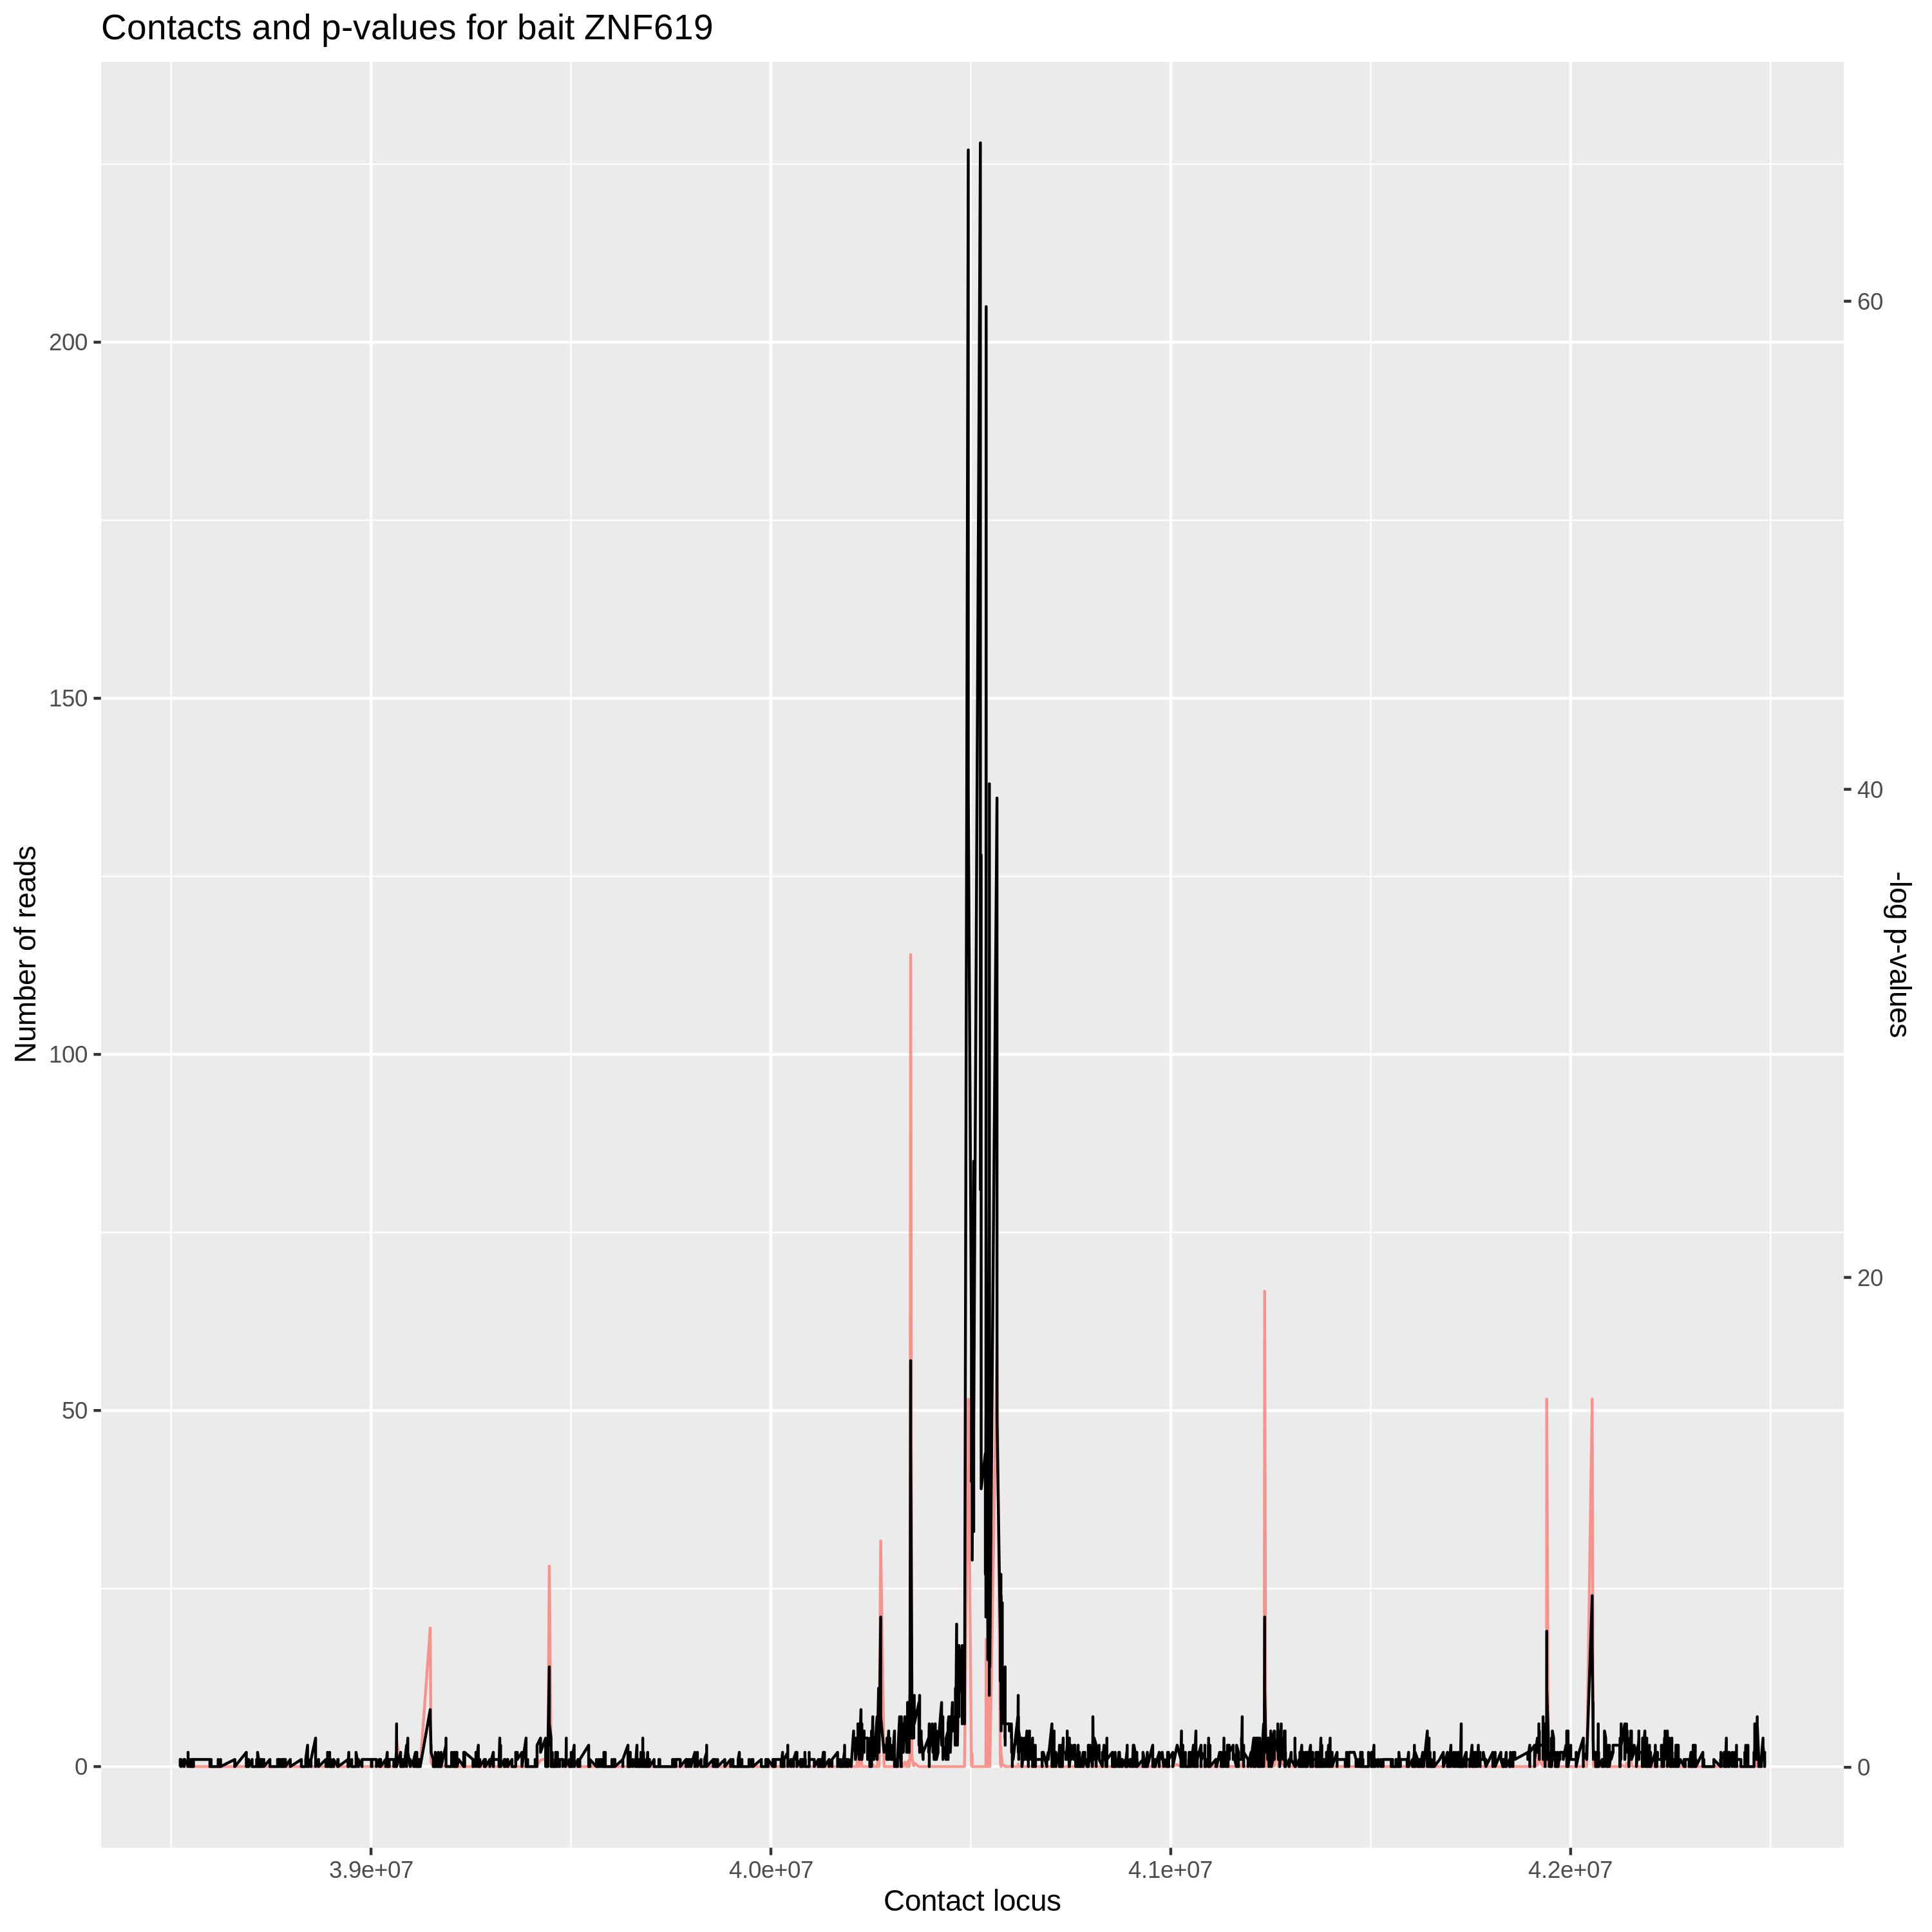 Contacts and p-values for bait ZNF619
Number of reads
200
150
100
50
0
60
40
20
0
-log p-values
3.9e+07 4.0e+07 4.1e+07 4.2e+07
Contact locus